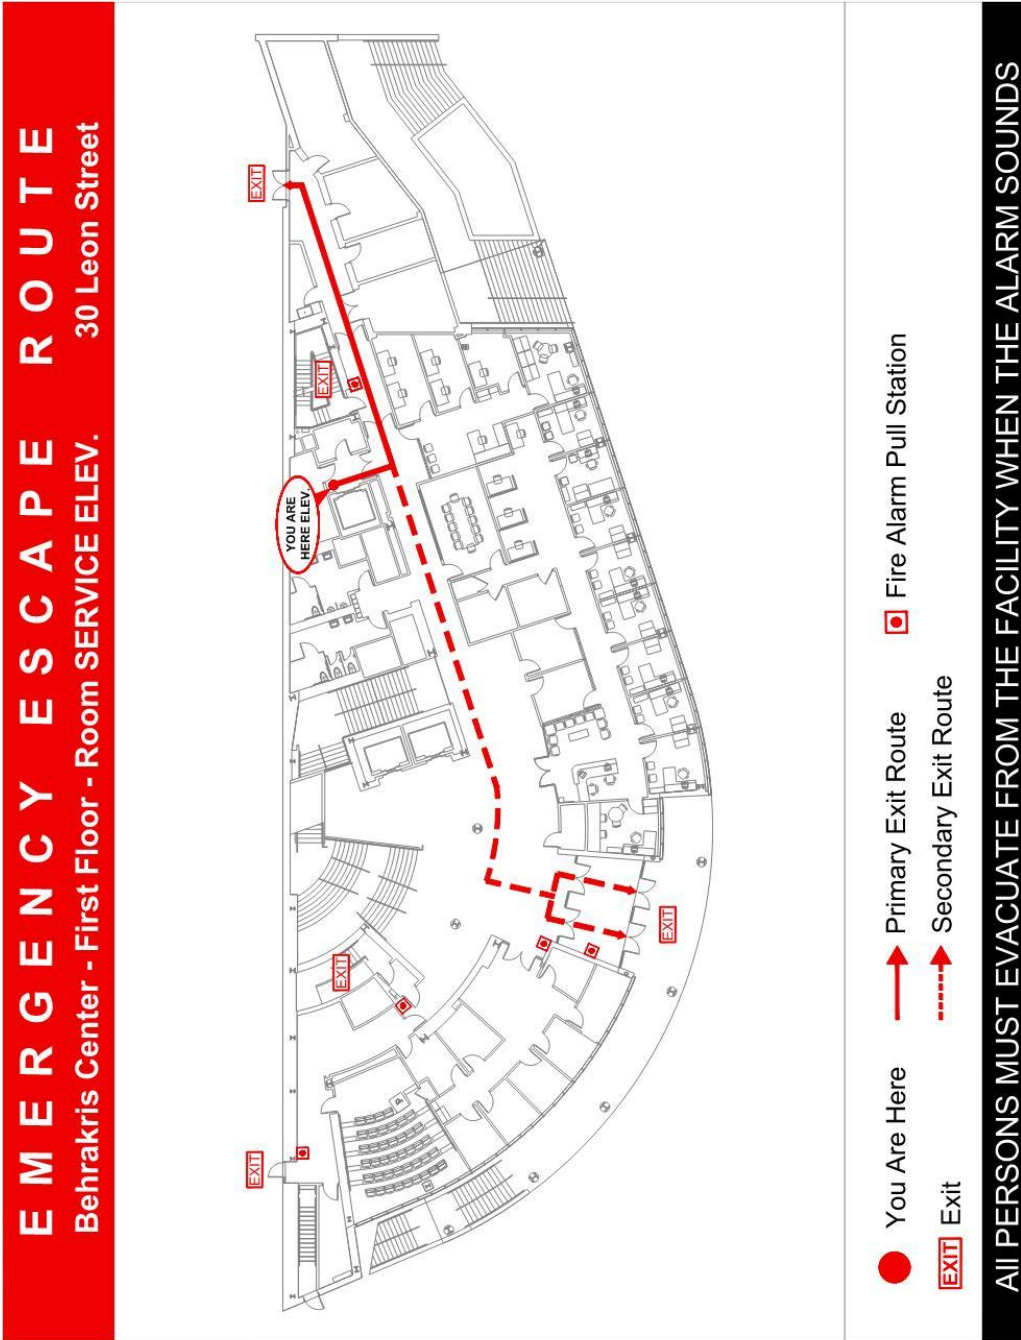 EMERGENCY ESCAPE ROUTE
Behrakris Center - First Floor - Room SERVICE ELEV.
30 Leon Street
EXIT
EXIT
EXIT
EXIT
EXIT
YOU ARE
HERE ELEV.
You Are Here
Primary Exit Route
Fire Alarm Pull Station
EXIT
Exit
Secondary Exit Route
All PERSONS MUST EVACUATE FROM THE FACILITY WHEN THE ALARM SOUNDS